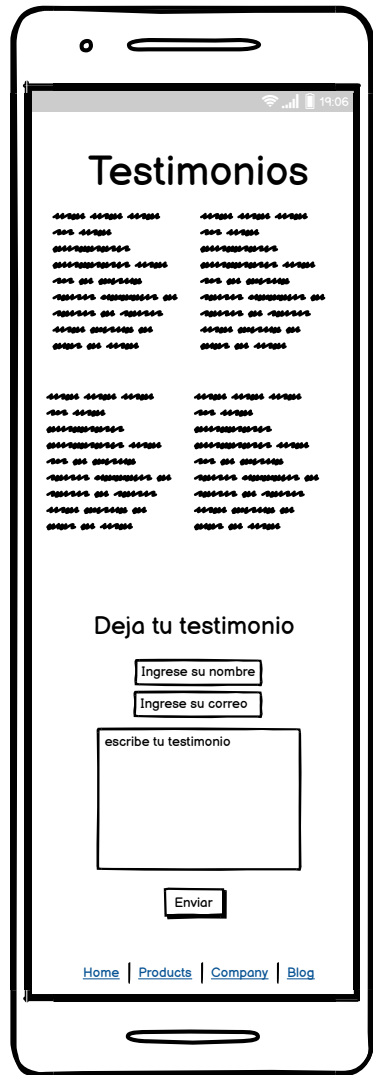 19:06
Testimonios
Deja tu testimonio
Ingrese su nombre
Ingrese su correo
escribe tu testimonio
Enviar
Home | Products | Company | Blog